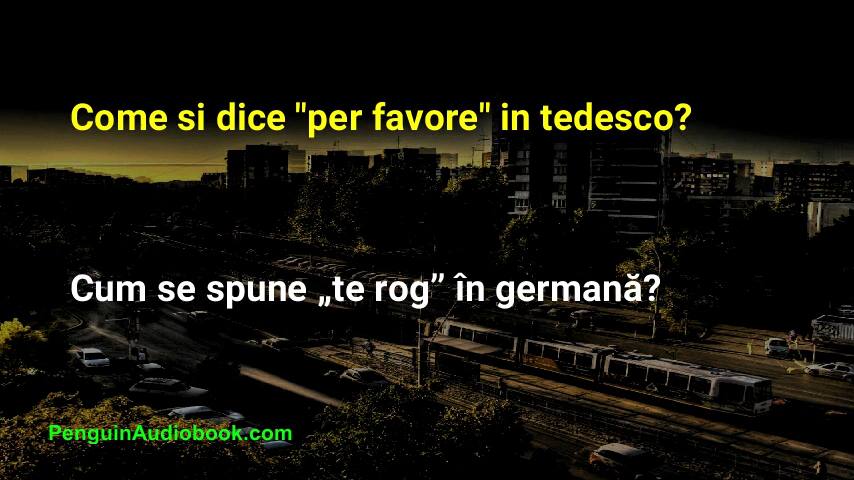 Come si dice "per favore" in tedesco?
Cum se spune „te rog” în germană?
PenguinAudiobook.com